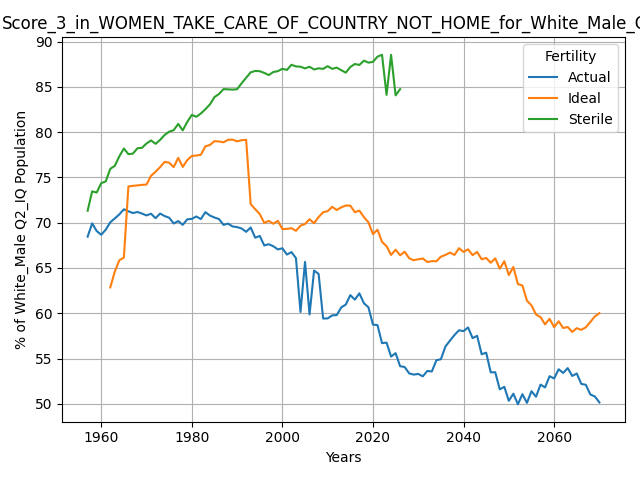 Score_3_in_WOMEN_TAKE_CARE_OF_COUNTRY_NOT_HOME_for_White_Male_
% of White_Male Q2_IQ Population
90
85
80
75
70
65
60
55
50
Fertility
Actual
Ideal
Sterile
1960
1980
2000
2020
2040
2060
Years